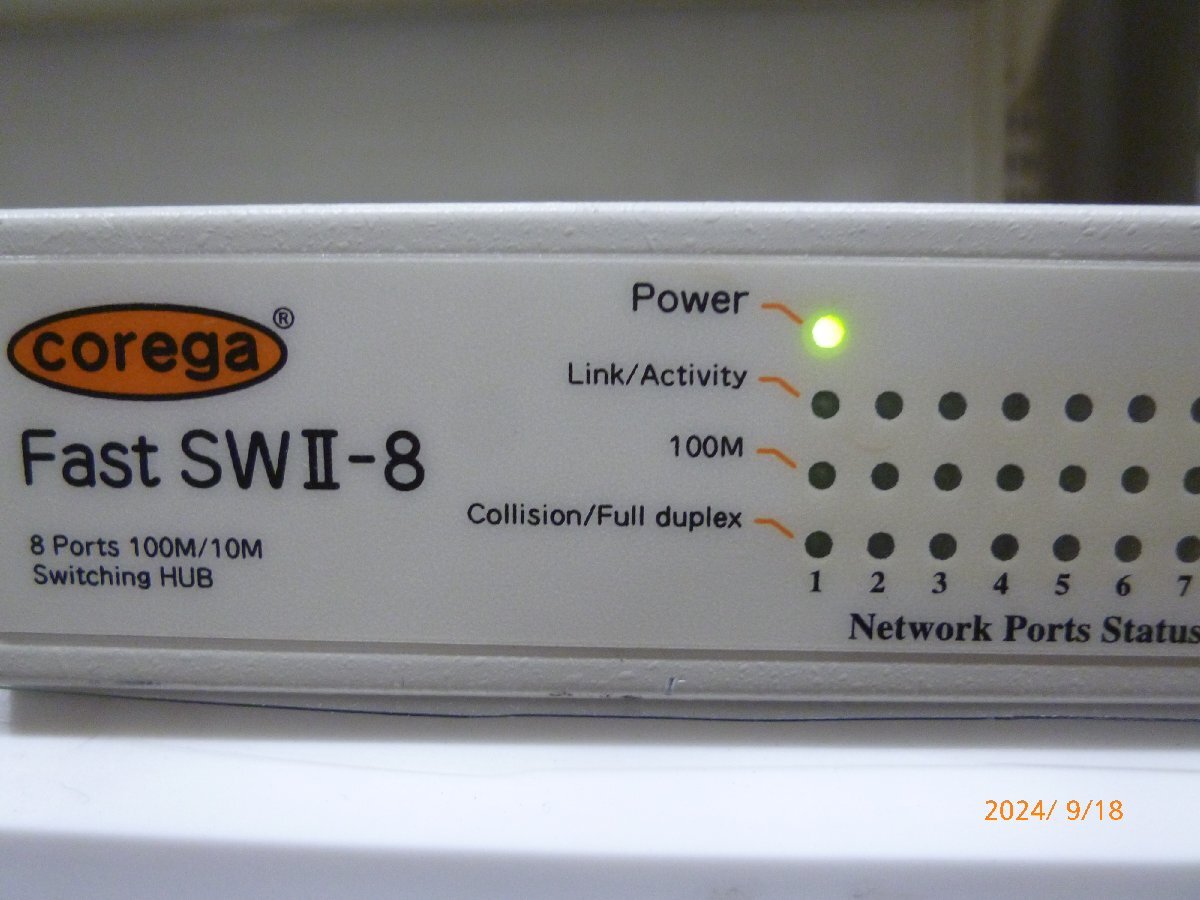 corega®
Fast SWⅡ-8
8 Ports 100M/10M
Switching HUB
Power
Link/Activity
100M
Collision/Full duplex
1 2 3 4 5 6 7
Network Ports Status
2024/ 9/18